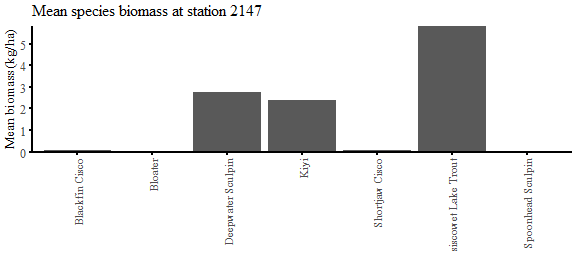 Mean species biomass at station 2147
Mean biomass (kg/ha)
5
4
3
2
1
0
Blackfin Cisco
Bloater
Deepwater Sculpin
Kiyi
Shortjaw Cisco
siscowet Lake Trout
Spoonhead Sculpin